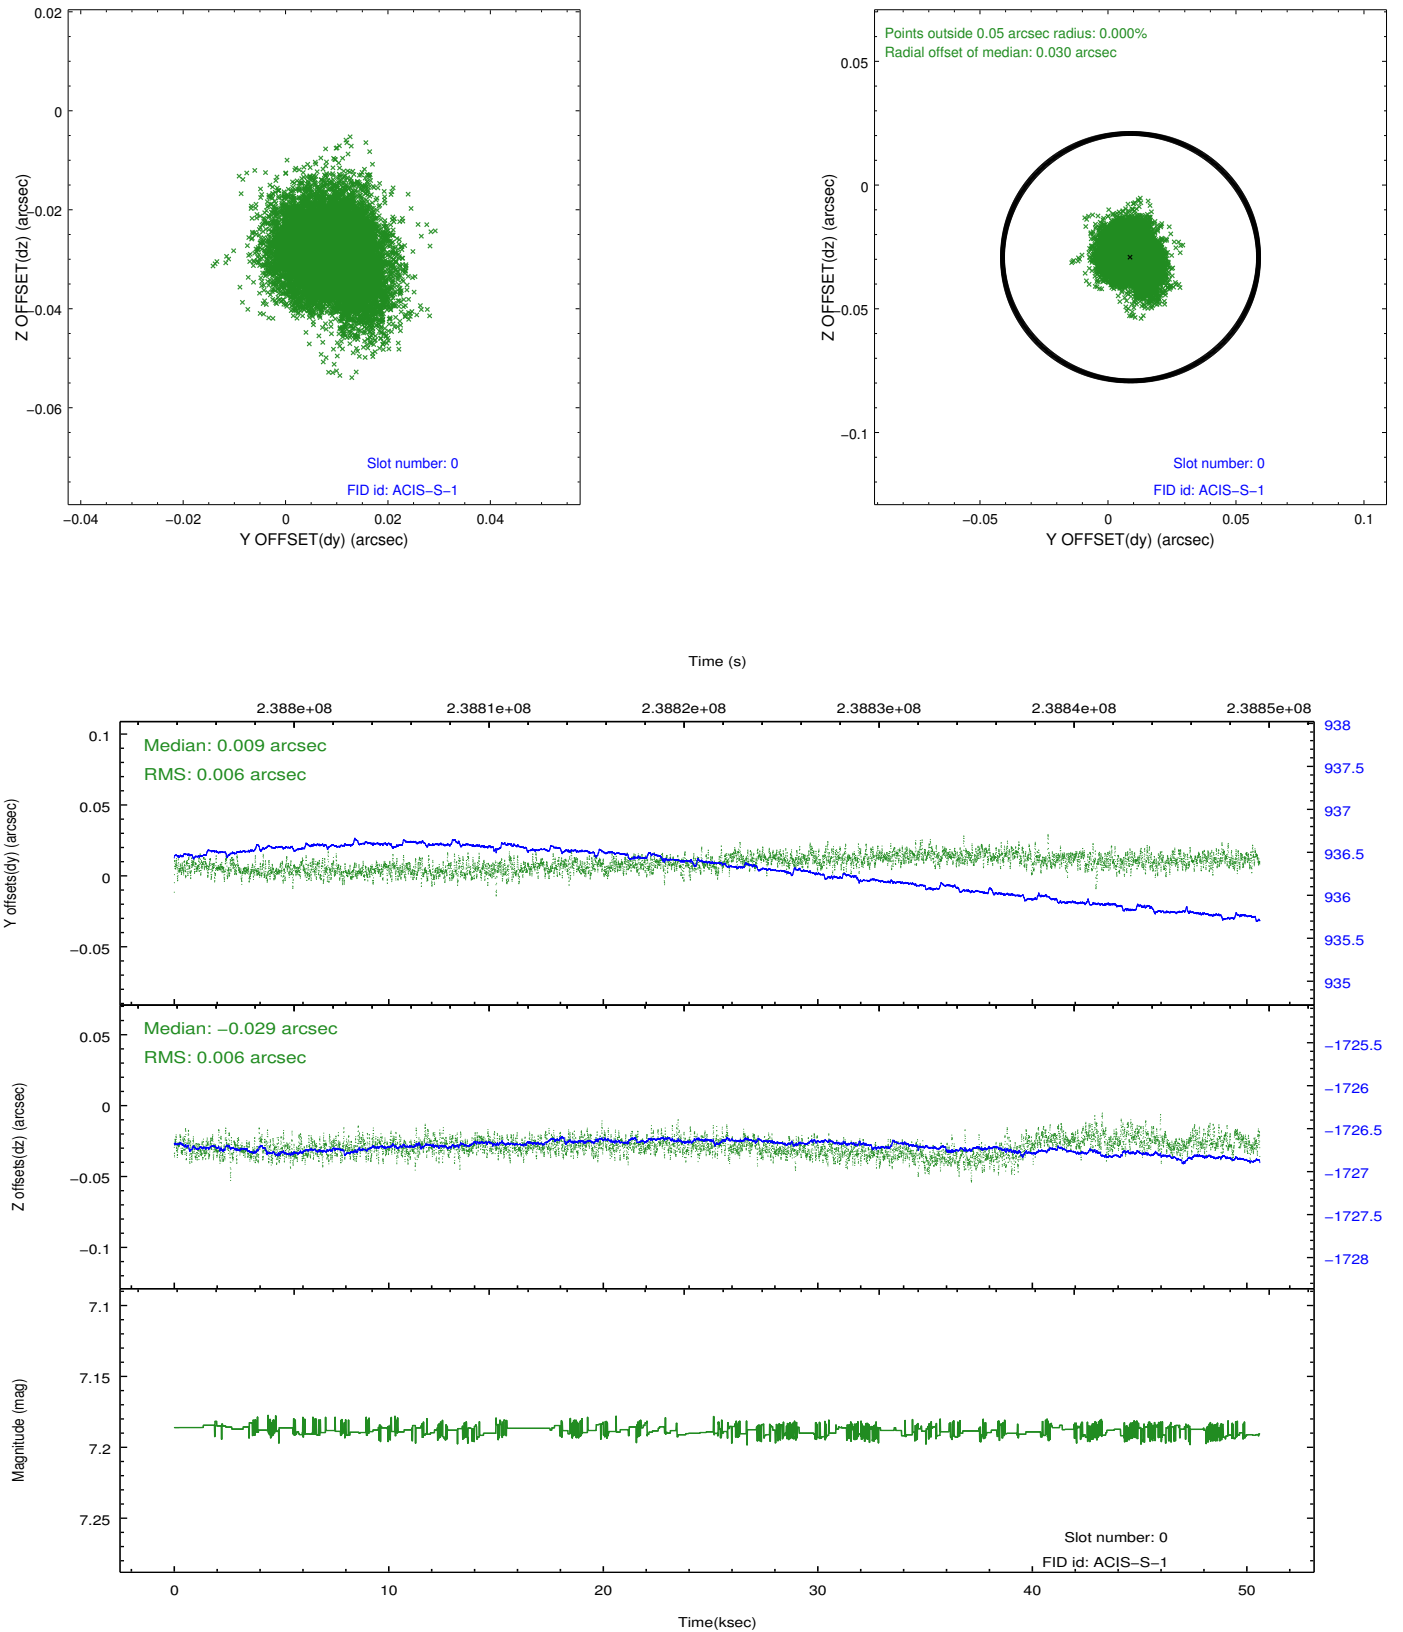 0.02
0
−0.02
−0.04
−0.06
Z OFFSET(dz) (arcsec)
Slot number: 0
FID id: ACIS−S−1
−0.04
−0.02
0
0.02
0.04
Y OFFSET(dy) (arcsec)
Points outside 0.05 arcsec radius: 0.000%
Radial offset of median: 0.030 arcsec
0.05
0
−0.05
−0.1
Z OFFSET(dz) (arcsec)
Slot number: 0
FID id: ACIS−S−1
−0.05
0
0.05
0.1
Y OFFSET(dy) (arcsec)
Time (s)
2.388e+08
2.3881e+08
2.3882e+08
2.3883e+08
2.3884e+08
2.3885e+08
Median: 0.009 arcsec
RMS: 0.006 arcsec
0.1
0.05
0
−0.05
Y offsets(dy) (arcsec)
938
937.5
937
936.5
936
935.5
935
Median: −0.029 arcsec
RMS: 0.006 arcsec
0.05
0
−0.05
−0.1
Z offsets(dz) (arcsec)
−1725.5
−1726
−1726.5
−1727
−1727.5
−1728
7.1
7.15
7.2
7.25
Magnitude (mag)
Slot number: 0
FID id: ACIS−S−1
0
10
20
30
40
50
Time(ksec)